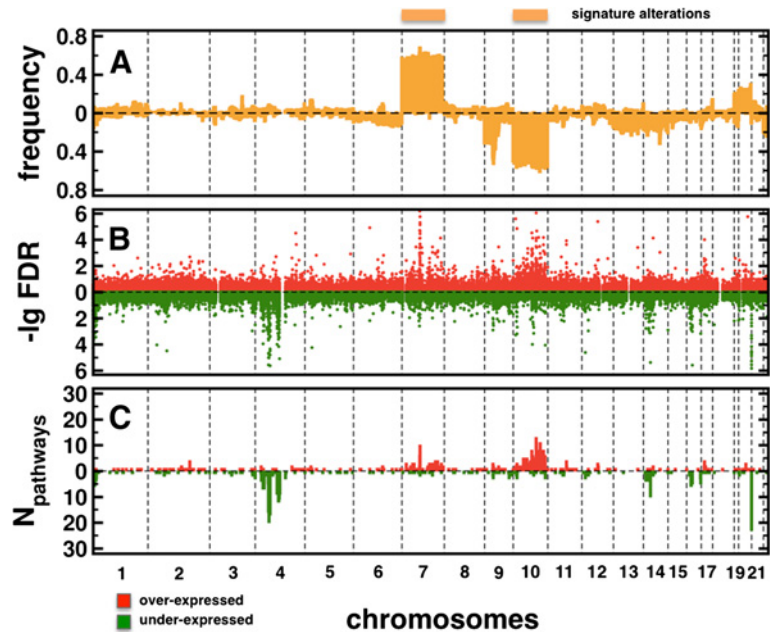 signature alterations
A
frequency
0.8
0.4
0
0.4
0.8
B
-lg FDR
6
4
2
0
2
4
6
C
Npathways
30
20
10
0
10
20
30
1 2 3 4 5 6 7 8 9 10 11 12 13 14 15 17 19 21
over-expressed
under-expressed
chromosomes